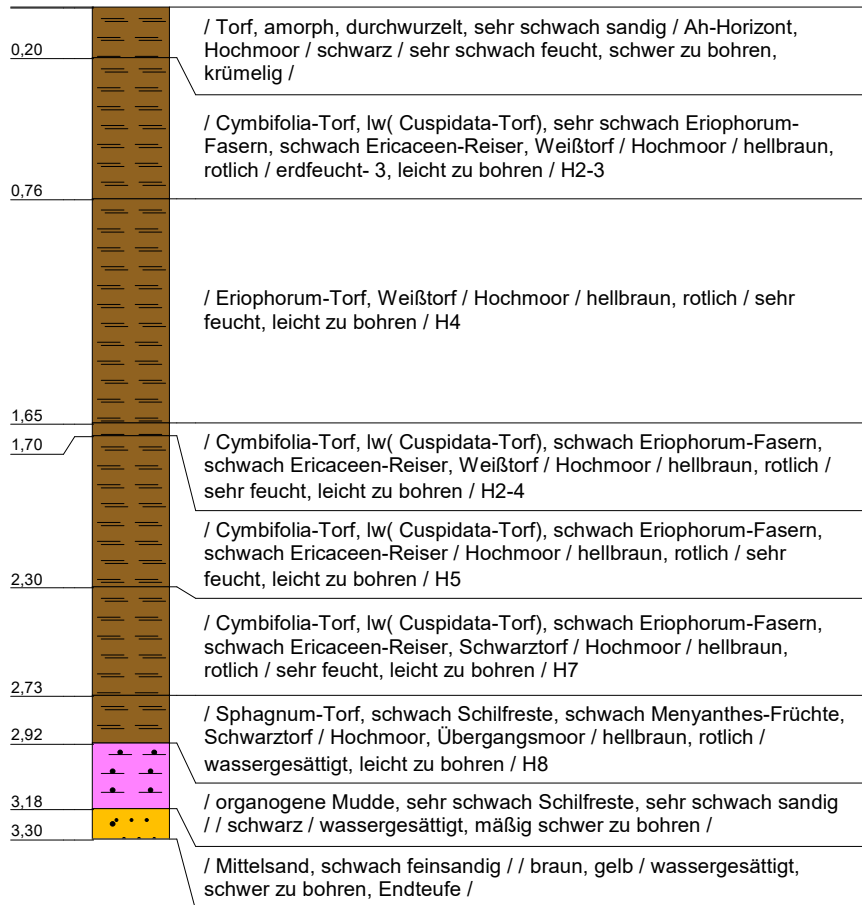 / Torf, amorph, durchwurzelt, sehr schwach sandig / Ah-Horizont,
Hochmoor / schwarz / sehr schwach feucht, schwer zu bohren,
krümelig /
0,20
/ Cymbifolia-Torf, lw( Cuspidata-Torf), sehr schwach Eriophorum-
Fasern, schwach Ericaceen-Reiser, Weißtorf / Hochmoor / hellbraun,
rotlich / erdfeucht- 3, leicht zu bohren / H2-3
0,76
/ Eriophorum-Torf, Weißtorf / Hochmoor / hellbraun, rotlich / sehr
feucht, leicht zu bohren / H4
1,65
/ Cymbifolia-Torf, lw( Cuspidata-Torf), schwach Eriophorum-Fasern,
schwach Ericaceen-Reiser, Weißtorf / Hochmoor / hellbraun, rotlich /
sehr feucht, leicht zu bohren / H2-4
1,70
/ Cymbifolia-Torf, lw( Cuspidata-Torf), schwach Eriophorum-Fasern,
schwach Ericaceen-Reiser / Hochmoor / hellbraun, rotlich / sehr
feucht, leicht zu bohren / H5
2,30
/ Cymbifolia-Torf, lw( Cuspidata-Torf), schwach Eriophorum-Fasern,
schwach Ericaceen-Reiser, Schwarztorf / Hochmoor / hellbraun,
rotlich / sehr feucht, leicht zu bohren / H7
2,73
/ Sphagnum-Torf, schwach Schilfreste, schwach Menyanthes-Früchte,
Schwarztorf / Hochmoor, Übergangsmoor / hellbraun, rotlich /
wassergesättigt, leicht zu bohren / H8
2,92
/ organogene Mudde, sehr schwach Schilfreste, sehr schwach sandig
/ / schwarz / wassergesättigt, mäßig schwer zu bohren /
3,18
/ Mittelsand, schwach feinsandig / / braun, gelb / wassergesättigt,
schwer zu bohren, Endteufe /
3,30